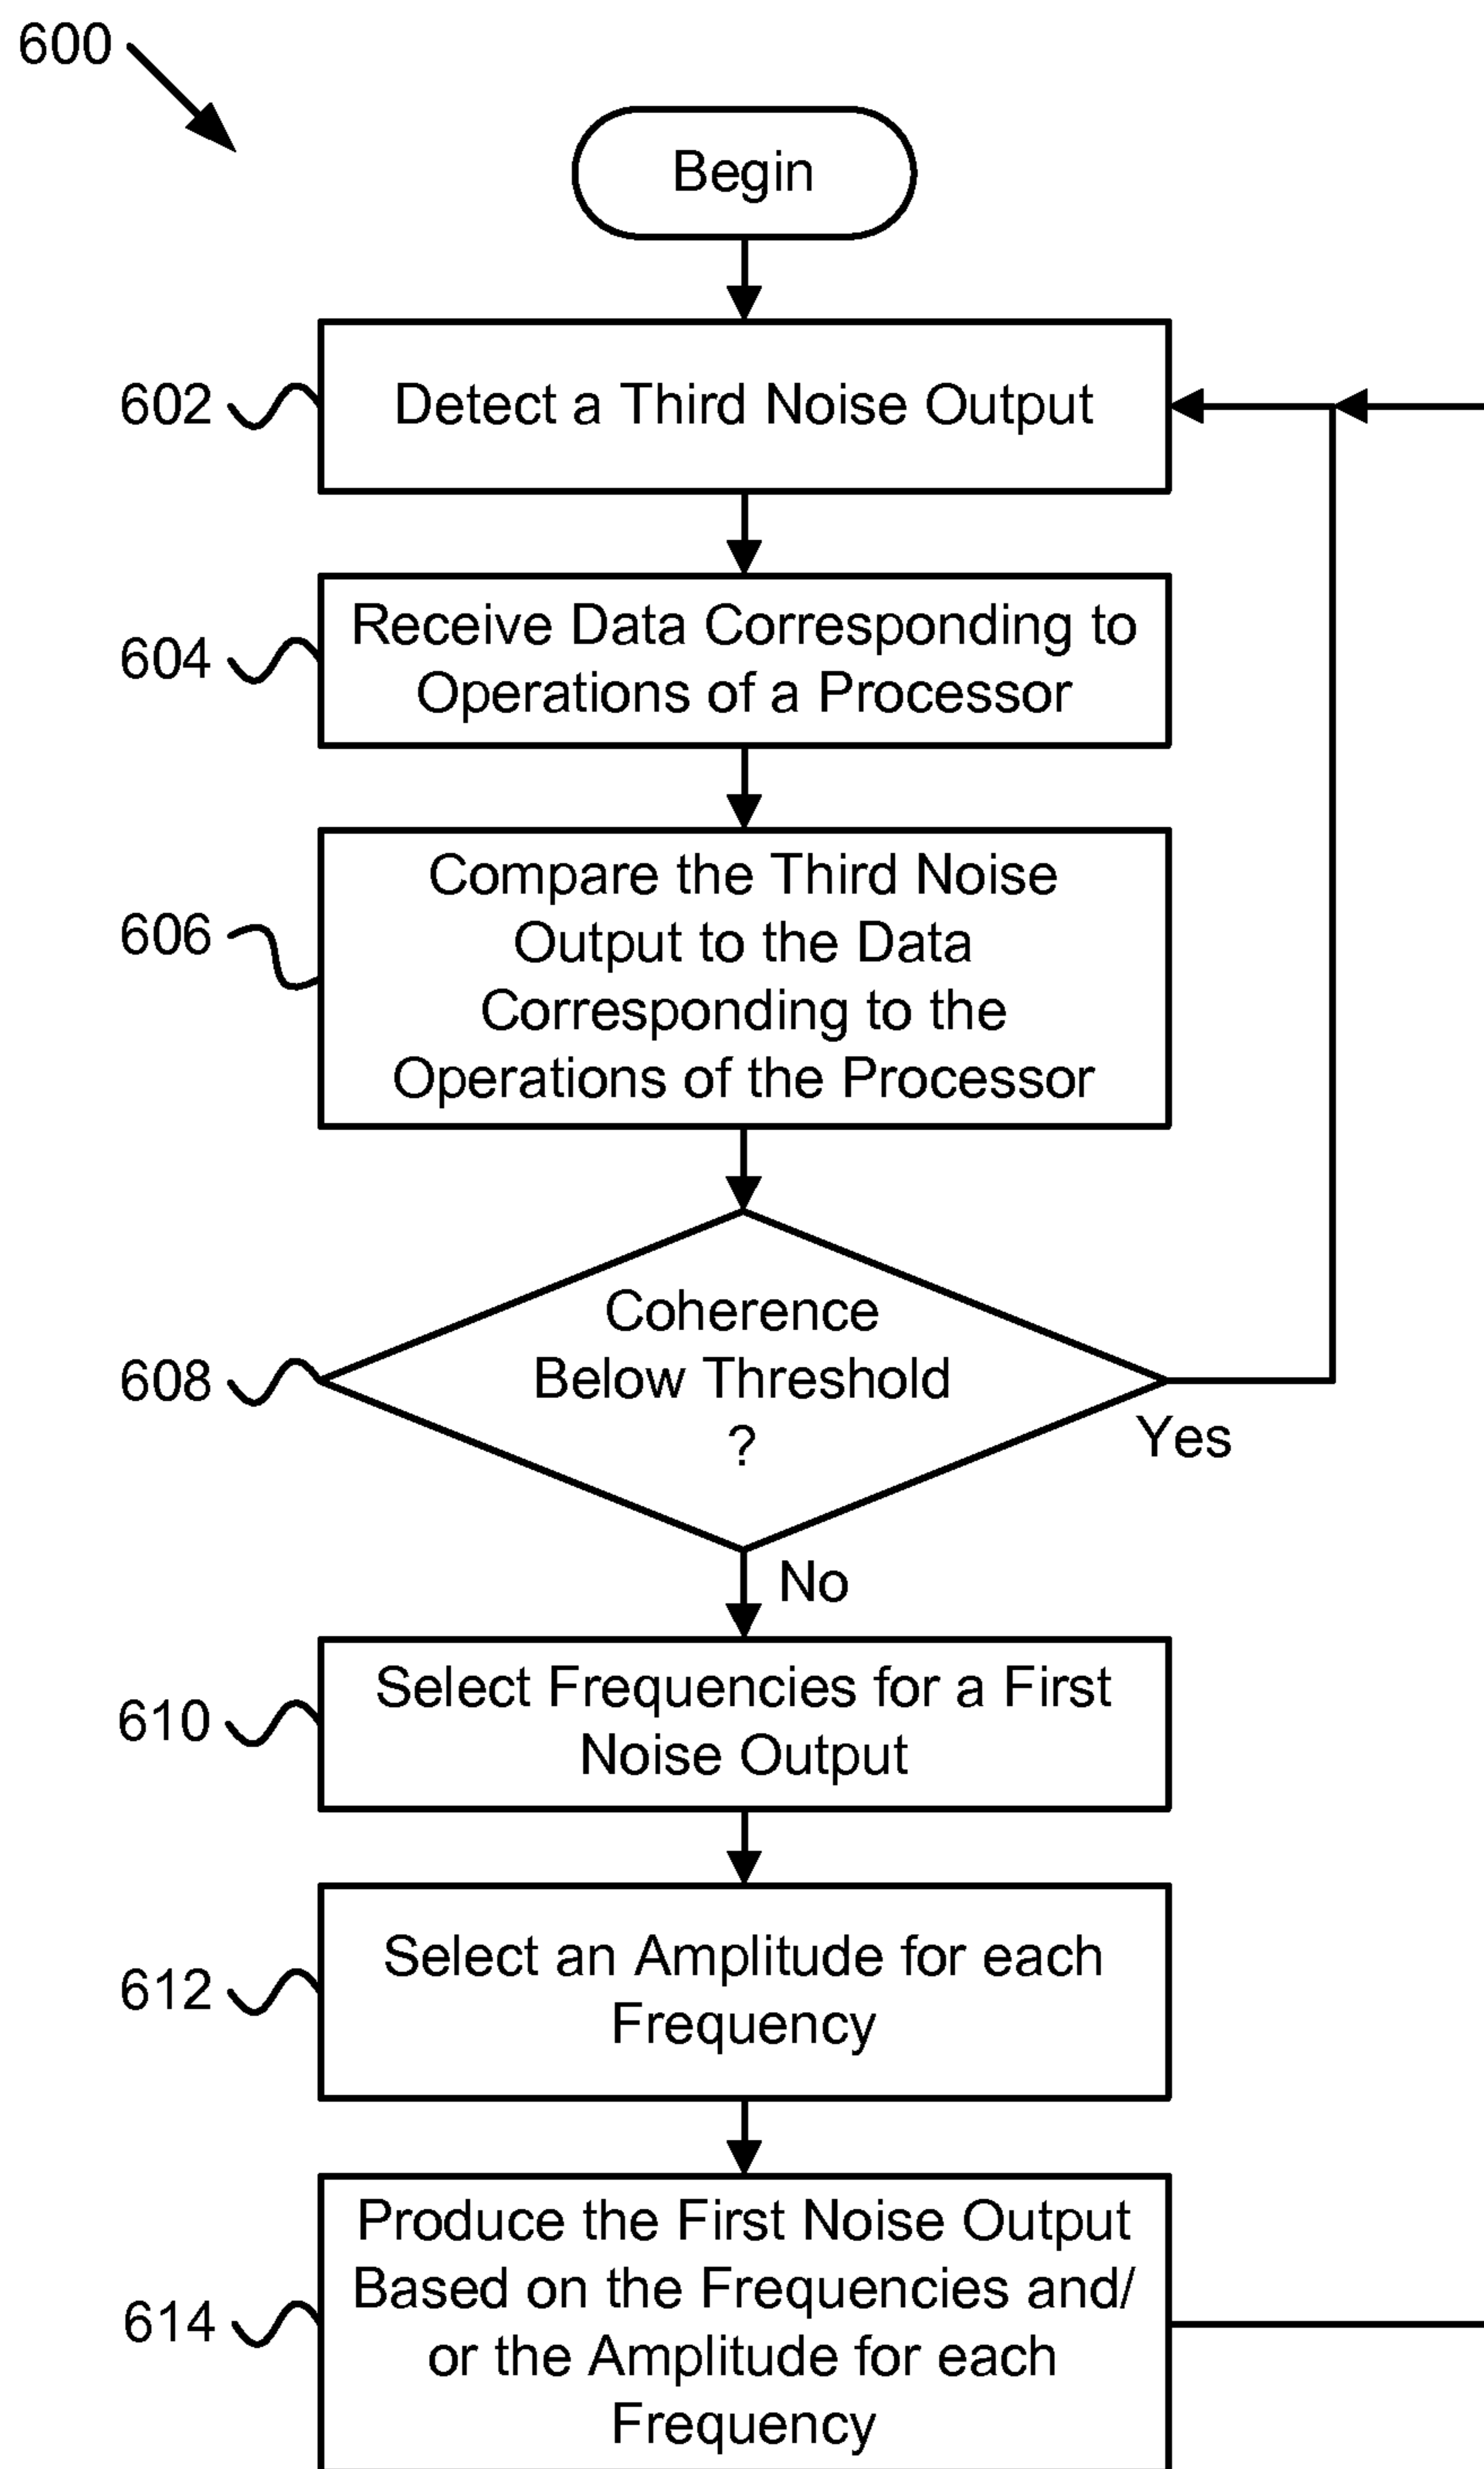 600
Begin
602
Detect a Third Noise Output
604
Receive Data Corresponding to
Operations of a Processor
606
Compare the Third Noise
Output to the Data
Corresponding to the
Operations of the Processor
608
Coherence
Below Threshold
?
Yes
No
610
Select Frequencies for a First
Noise Output
612
Select an Amplitude for each
Frequency
614
Produce the First Noise Output
Based on the Frequencies and/
or the Amplitude for each
Frequency